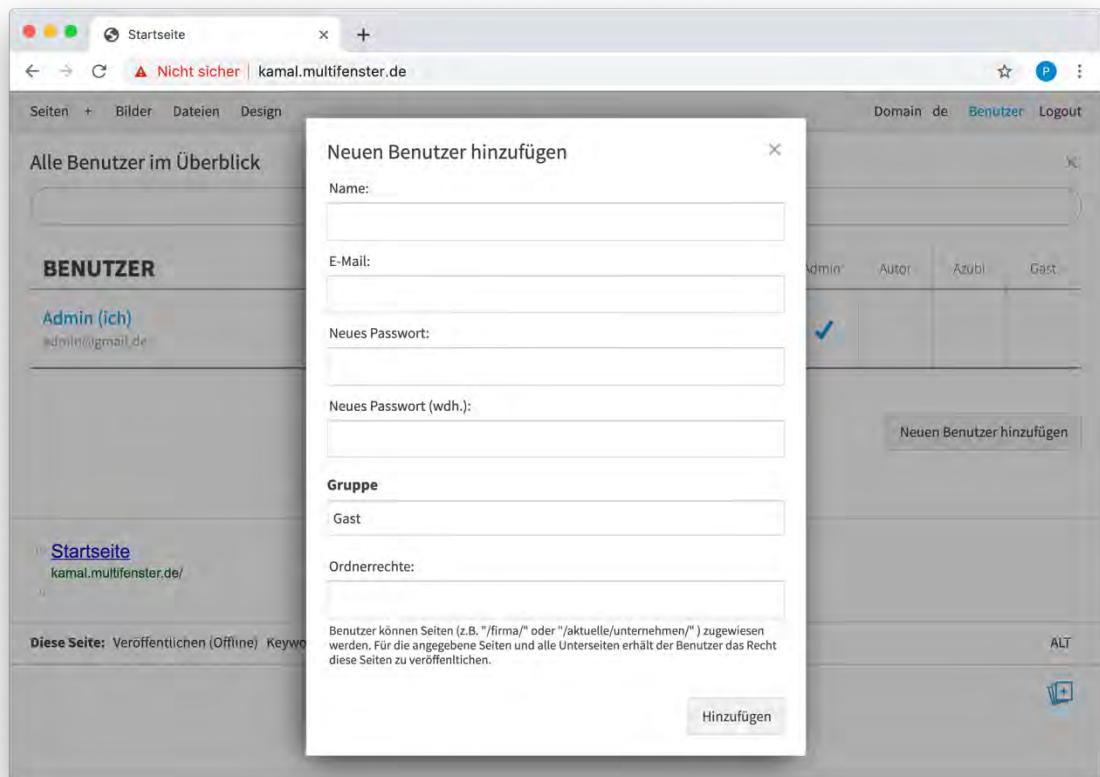 Startseite
Nicht sicher kamal.multifenster.de P
Seiten + Bilder Dateien Design Domain de Benutzer Logout
Alle Benutzer im Überblick
BENUTZER Admin Autor Azubi Gast
Admin (ich)
admin@gmail.de
Neuen Benutzer hinzufügen
Startseite
kamal.multifenster.de/
Diese Seite: Veröffentlichen (Offline) Keywo ALT
Neuen Benutzer hinzufügen
Name:
E-Mail:
Neues Passwort:
Neues Passwort (wdh.):
Gruppe
Gast
Ordnerrechte:
Benutzer können Seiten (z.B. "/firma/" oder "/aktuelle/unternehmen/" ) zugewiesen
werden. Für die angegebene Seiten und alle Unterseiten erhält der Benutzer das Recht
diese Seiten zu veröffenltichen.
Hinzufügen